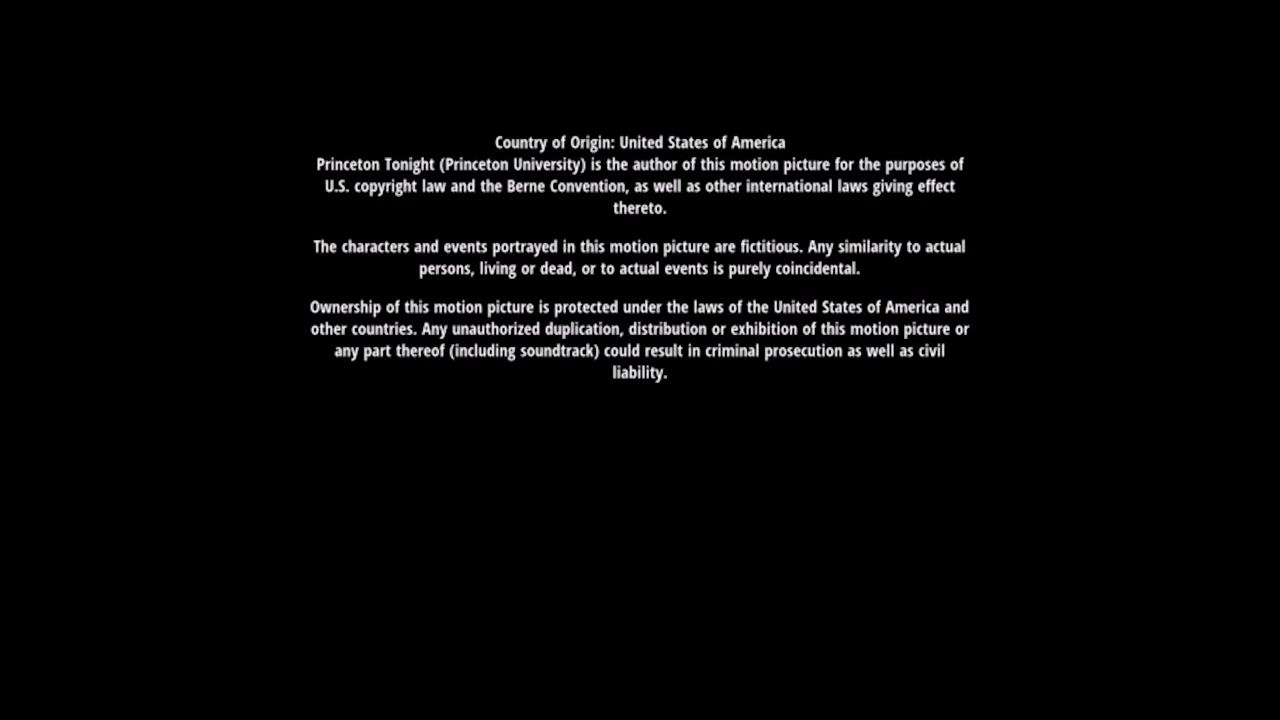 Country of Origin: United States of America
Princeton Tonight (Princeton University) is the author of this motion picture for the purposes of
U.S. copyright law and the Berne Convention, as well as other international laws giving effect
thereto.
The characters and events portrayed in this motion picture are fictitious. Any similarity to actual
persons, living or dead, or to actual events is purely coincidental.
Ownership of this motion picture is protected under the laws of the United States of America and
other countries. Any unauthorized duplication, distribution or exhibition of this motion picture or
any part thereof (including soundtrack) could result in criminal prosecution as well as civil
liability.